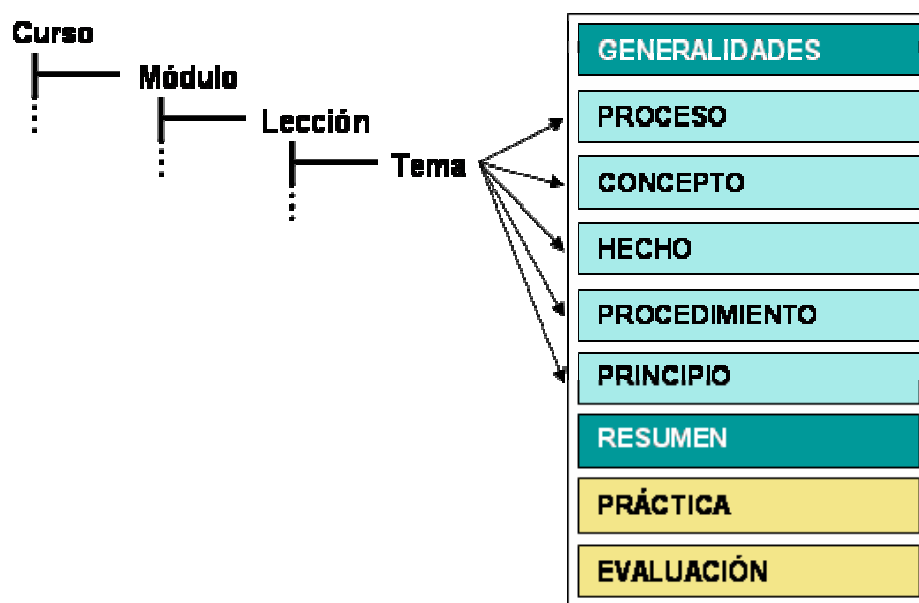 Curso
Módulo
Lección
Tema
GENERALIDADES
PROCESO
CONCEPTO
HECHO
PROCEDIMIENTO
PRINCIPIO
RESUMEN
PRÁCTICA
EVALUACIÓN